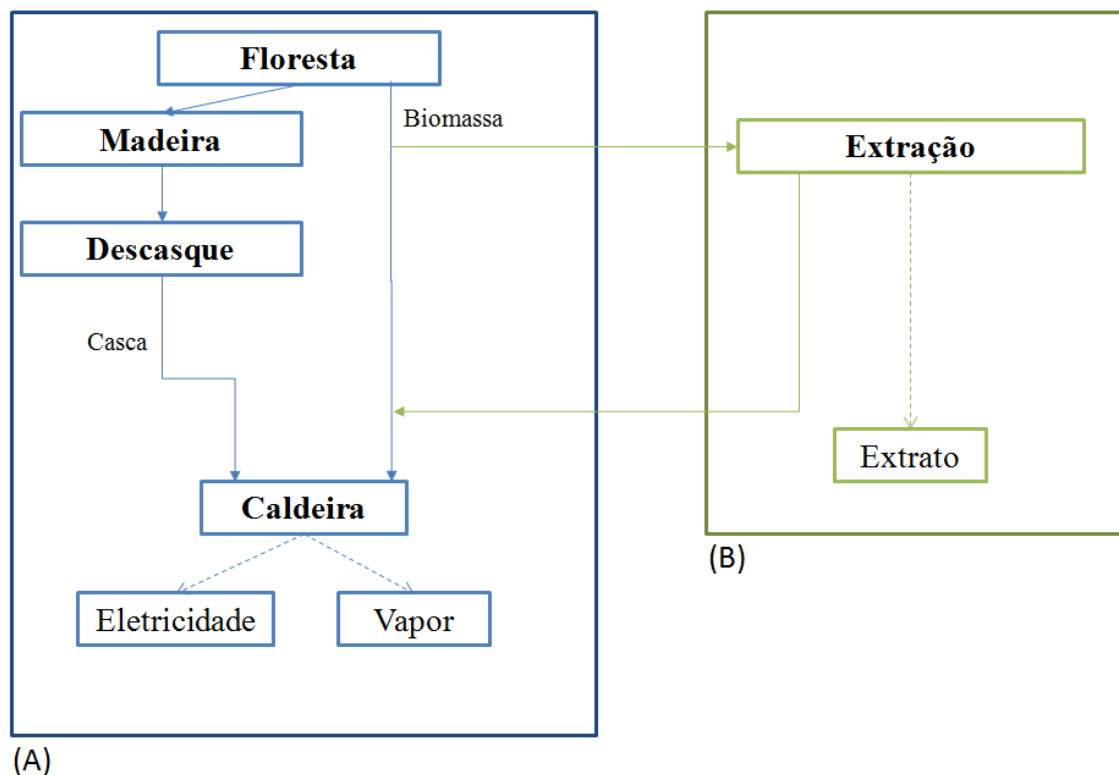 Floresta
Biomassa
Madeira
Extração
Descasque
Casca
Extrato
Caldeira
(B)
Eletricidade
Vapor
(A)